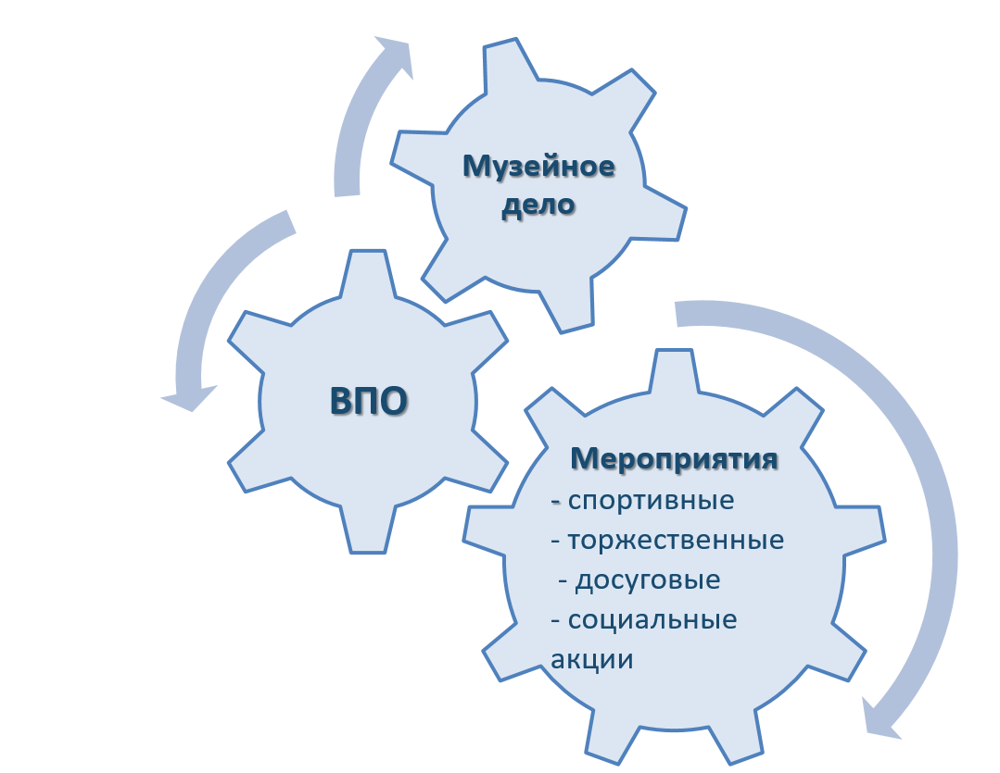 Музейное
дело
ВПО
Мероприятия
- спортивные
- торжественные
- досуговые
- социальные
акции